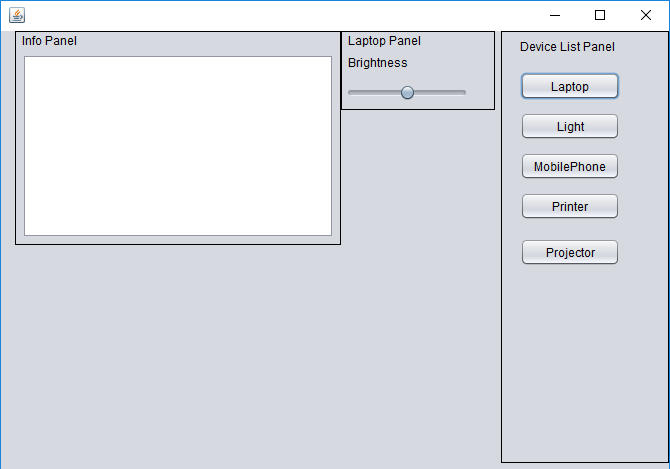 Info Panel
Laptop Panel
Brightness
Device List Panel
Laptop
Light
MobilePhone
Printer
Projector